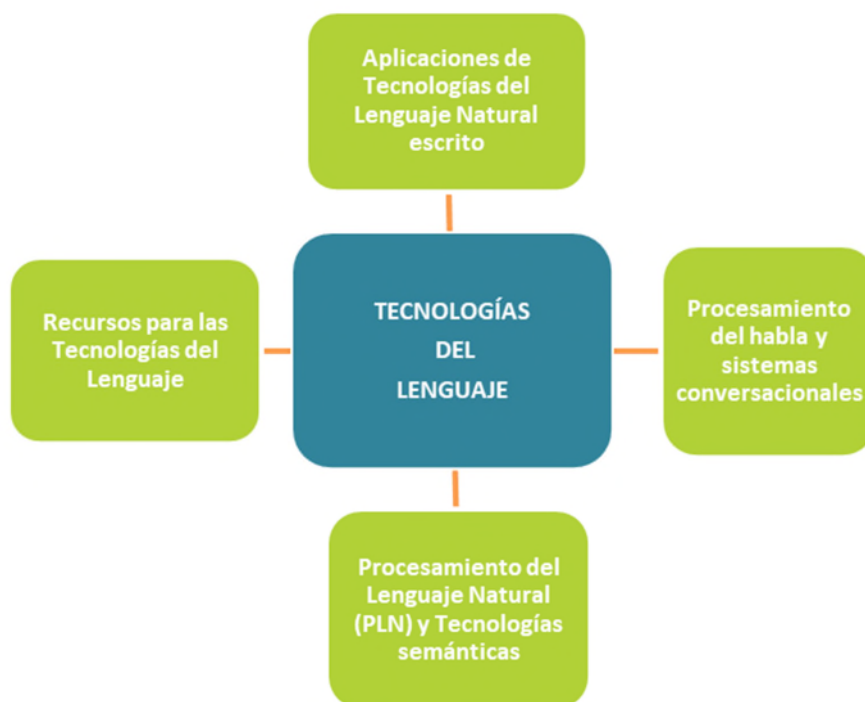 Aplicaciones de
Tecnologías del
Lenguaje Natural
escrito
Recursos para las
Tecnologías del
Lenguaje
TECNOLOGÍAS
DEL
LENGUAJE
Procesamiento
del habla y
sistemas
conversacionales
Procesamiento del
Lenguaje Natural
(PLN) y Tecnologías
semánticas